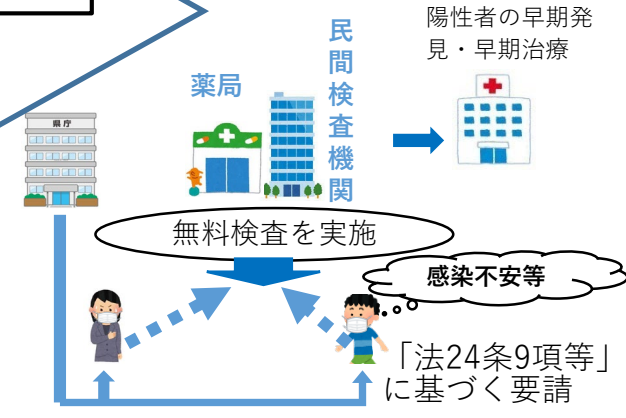 陽性者の早期発
見・早期治療
民間検査機関
薬局
県庁
無料検査を実施
感染不安等
「法24条9項等」
に基づく要請